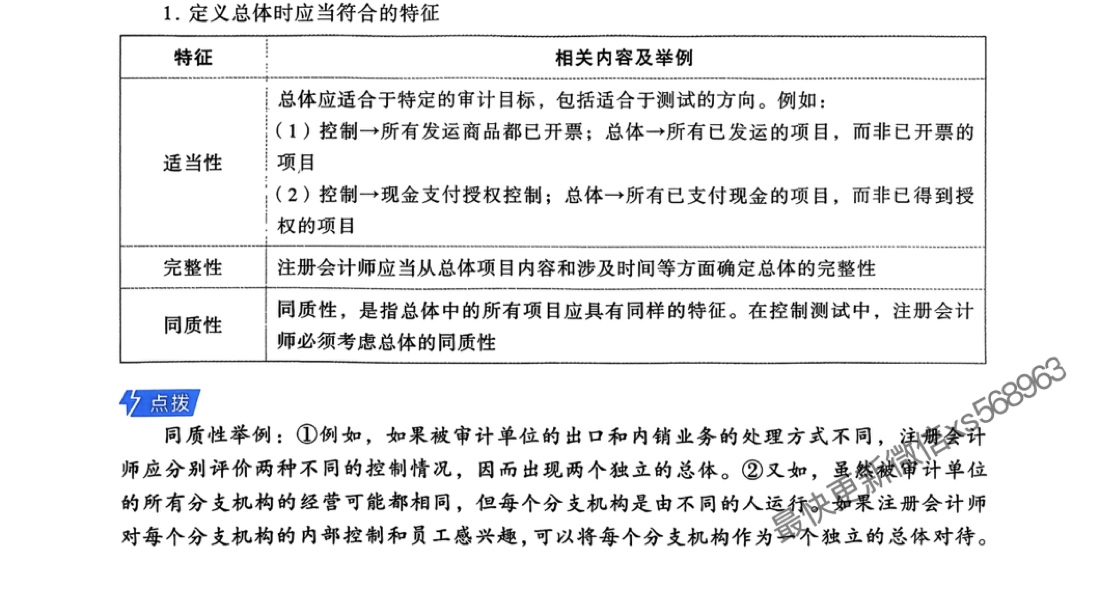 1. 定义总体时应当符合的特征
特征
相关内容及举例
适当性
总体应适合于特定的审计目标，包括适合于测试的方向。例如：
（1）控制→所有发运商品都已开票；总体→所有已发运的项目，而非已开票的
项目
（2）控制→现金支付授权控制；总体→所有已支付现金的项目，而非已得到授
权的项目
完整性
注册会计师应当从总体项目内容和涉及时间等方面确定总体的完整性
同质性
同质性，是指总体中的所有项目应具有同样的特征。在控制测试中，注册会计
师必须考虑总体的同质性
点拨
同质性举例：①例如，如果被审计单位的出口和内销业务的处理方式不同，注册会计
师应分别评价两种不同的控制情况，因而出现两个独立的总体。②又如，虽然被审计单位
的所有分支机构的经营可能都相同，但每个分支机构是由不同的人运行。如果注册会计师
对每个分支机构的内部控制和员工感兴趣，可以将每个分支机构作为一个独立的总体对待。
最快更新微信xs568963